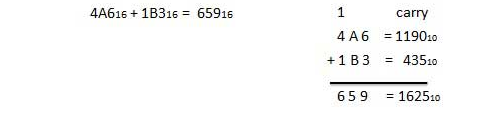 4A6₁₆ + 1B3₁₆ = 659₁₆
1 carry
4 A 6 = 1190₁₀
+ 1 B 3 = 435₁₀
6 5 9 = 1625₁₀